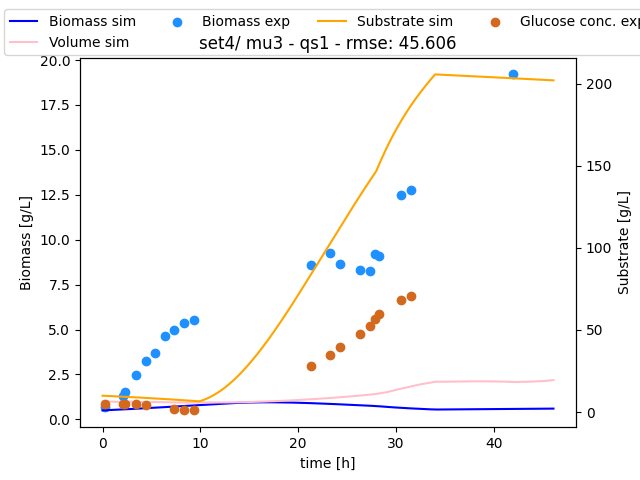 Biomass sim Biomass exp Substrate sim Glucose conc. exp
Volume sim
set4/ mu3 - qs1 - rmse: 45.606
20.0
17.5
15.0
12.5
10.0
7.5
5.0
2.5
0.0
Biomass [g/L]
200
150
100
50
0
Substrate [g/L]
0 10 20 30 40
time [h]